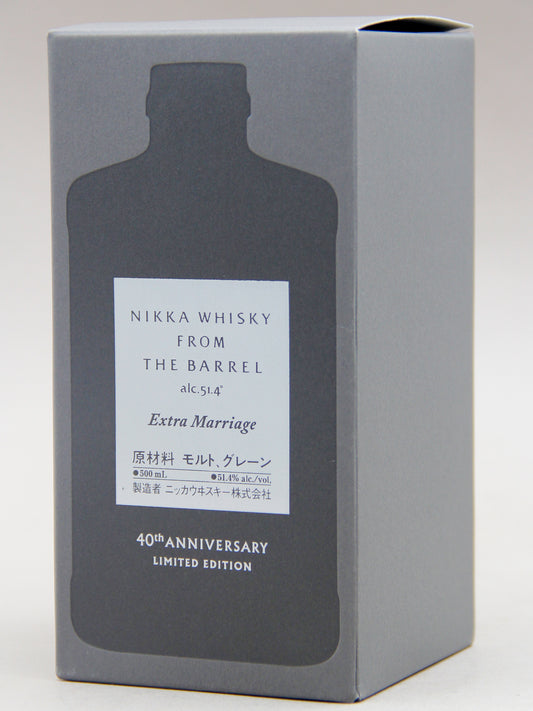 NIKKA WHISKY
FROM
THE BARREL
alc.51.4°
Extra Marriage
原材料 モルト、グレーン
●500 mL ●51.4% alc./vol.
製造者 ニッカウヰスキー株式会社
40th ANNIVERSARY
LIMITED EDITION